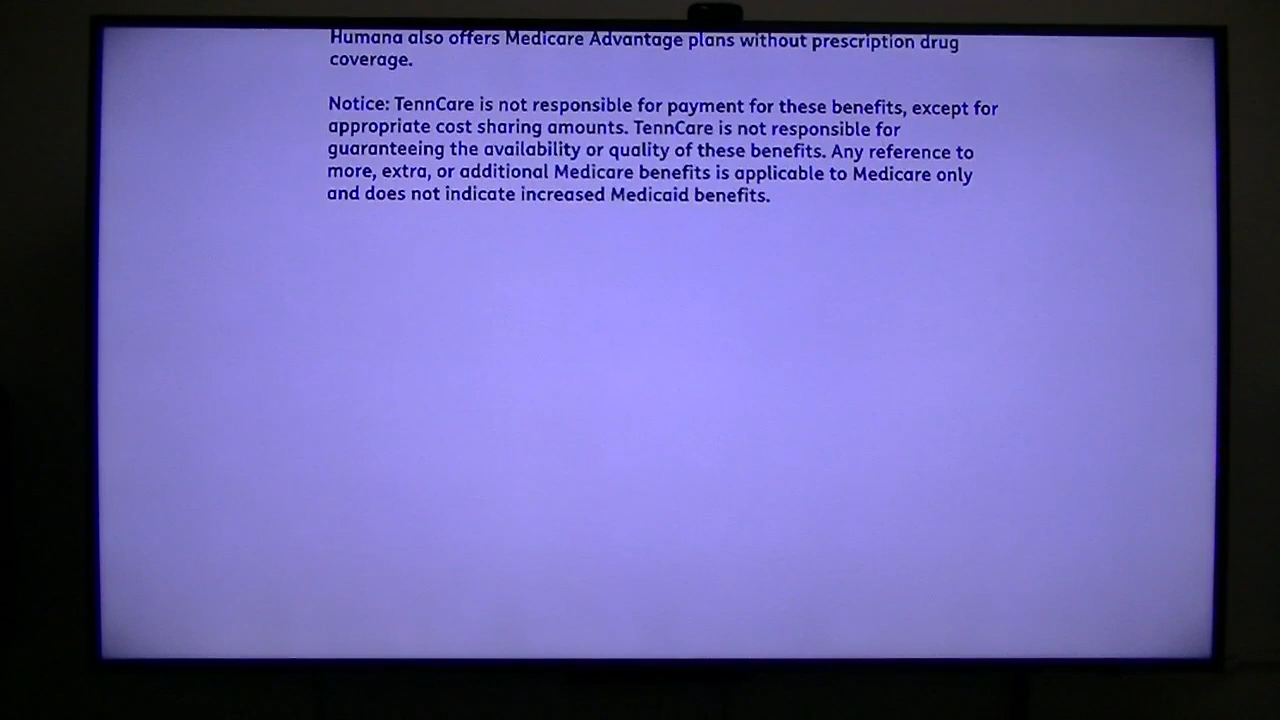 Humana also offers Medicare Advantage plans without prescription drug
coverage.
Notice: TennCare is not responsible for payment for these benefits, except for
appropriate cost sharing amounts. TennCare is not responsible for
guaranteeing the availability or quality of these benefits. Any reference to
more, extra, or additional Medicare benefits is applicable to Medicare only
and does not indicate increased Medicaid benefits.